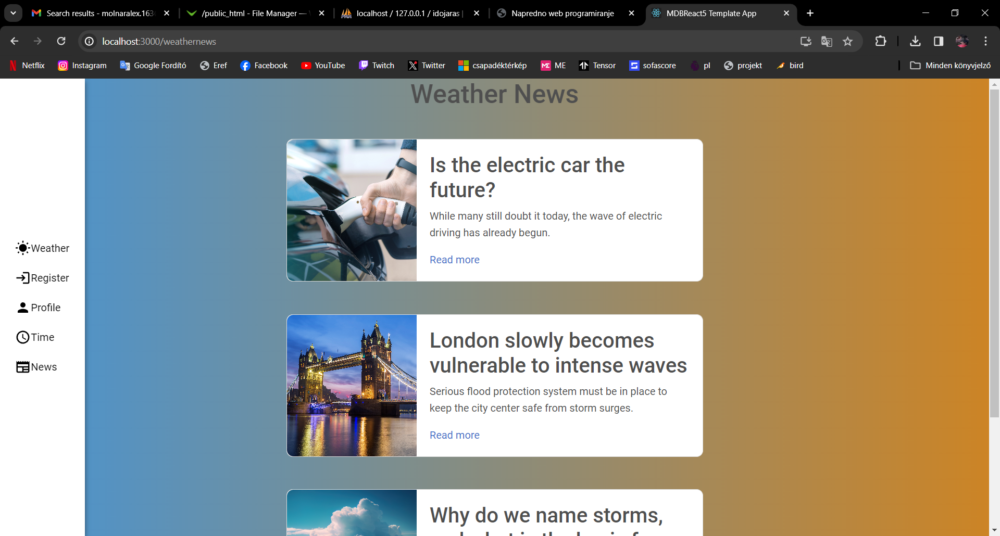 Search results - molnaralex.163
/public_html - File Manager —
localhost / 127.0.0.1 / idojaras |
Napredno web programiranje
MDBReact5 Template App
localhost:3000/weathernews
Netflix
Instagram
Google Fordító
Eref
Facebook
YouTube
Twitch
Twitter
csapadéktérkép
ME
Tensor
sofascore
pl
projekt
bird
Minden könyvjelző
Weather News
Weather
Register
Profile
Time
News
Is the electric car the
future?
While many still doubt it today, the wave of electric
driving has already begun.
Read more
London slowly becomes
vulnerable to intense waves
Serious flood protection system must be in place to
keep the city center safe from storm surges.
Read more
Why do we name storms,